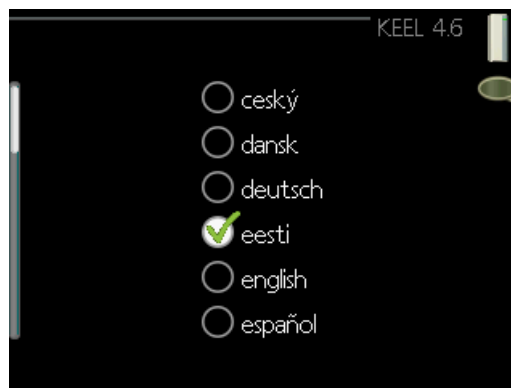 KEEL 4.6
ceský
dansk
deutsch
eesti
english
español